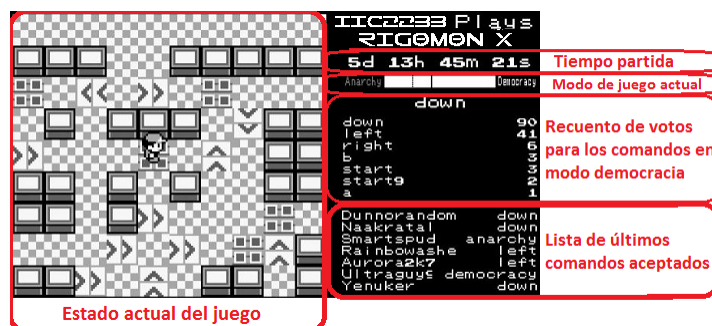 IIC2233 Plays
RIGOMON X
5d 13h 45m 21s
Tiempo partida
Anarchy
Democracy
Modo de juego actual
down
down 90
left 41
right 6
b 3
start 3
start9 2
a 1
Recuento de votos
para los comandos en
modo democracia
Dunnorandom down
Naakratal down
Smartspud anarchy
Rainbowashe left
Aurora2k7 left
Ultraguy§ democracy
Yenuker down
Lista de últimos
comandos aceptados
Estado actual del juego